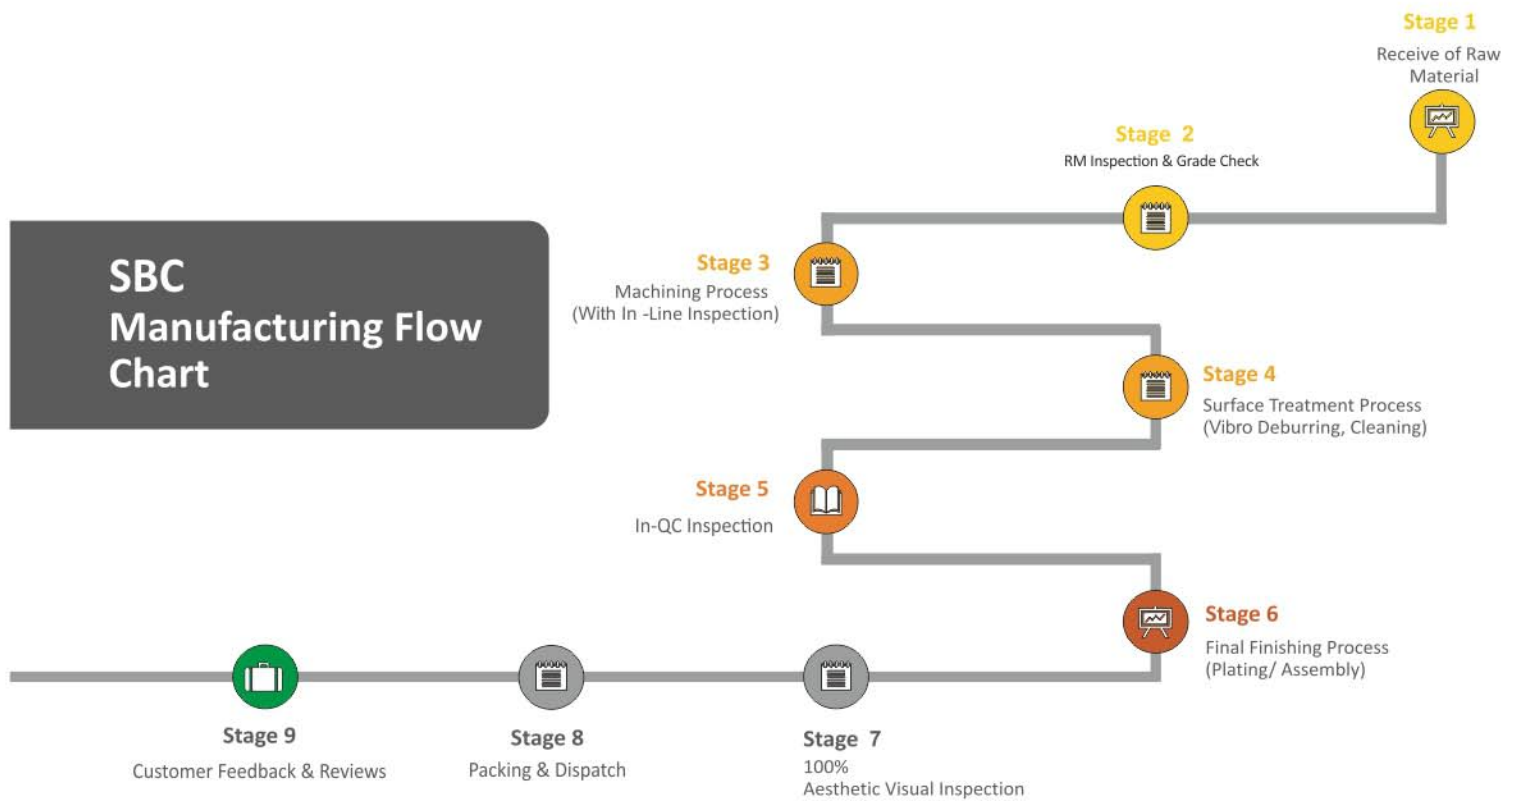 SBC
Manufacturing Flow
Chart
Stage 1
Receive of Raw
Material
Stage 2
RM Inspection & Grade Check
Stage 3
Machining Process
(With In -Line Inspection)
Stage 4
Surface Treatment Process
(Vibro Deburring, Cleaning)
Stage 5
In-QC Inspection
Stage 6
Final Finishing Process
(Plating/ Assembly)
Stage 7
100%
Aesthetic Visual Inspection
Stage 8
Packing & Dispatch
Stage 9
Customer Feedback & Reviews